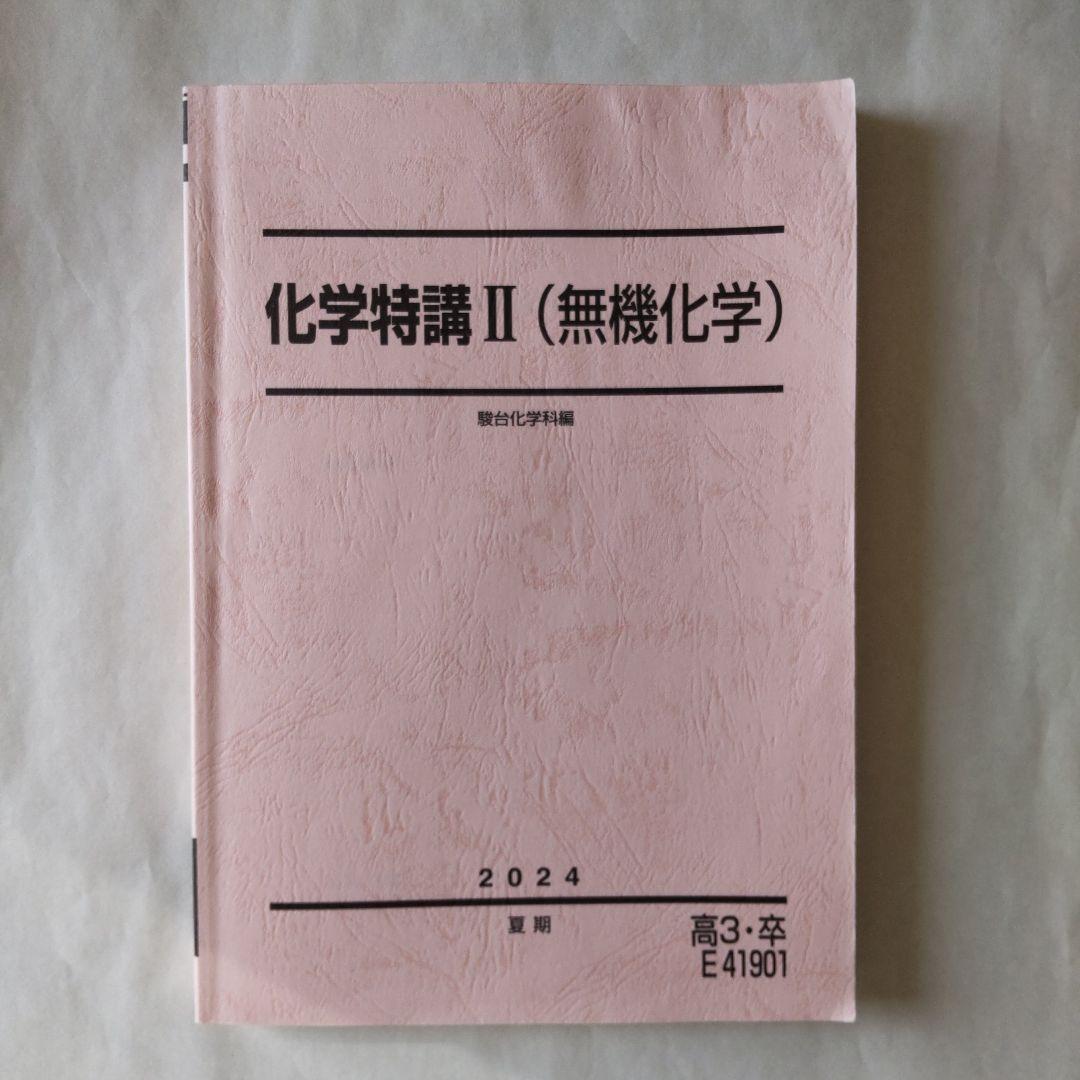 化学特講Ⅱ(無機化学)
駿台化学科編
2024
夏期
高3・卒
E41901